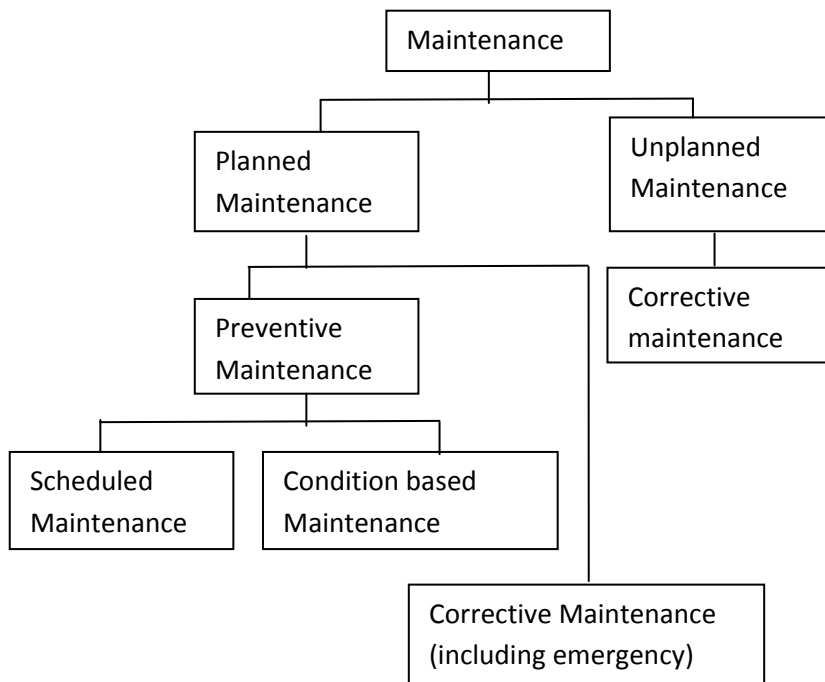 Maintenance
Planned
Maintenance
Unplanned
Maintenance
Preventive
Maintenance
Corrective
maintenance
Scheduled
Maintenance
Condition based
Maintenance
Corrective Maintenance
(including emergency)